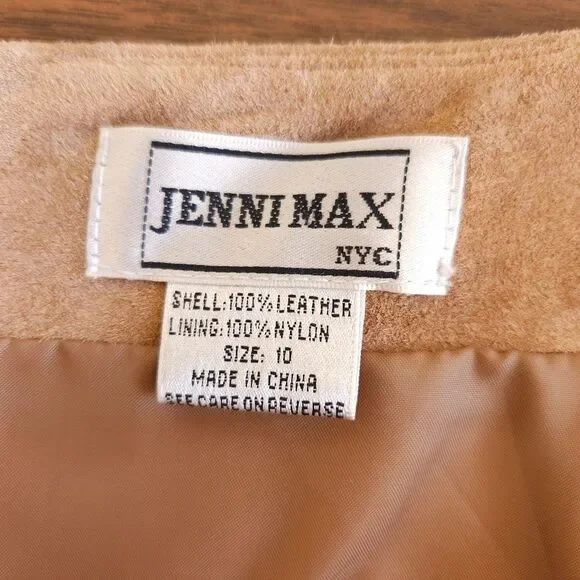 JENNI MAX
NYC
SHELL:100% LEATHER
LINING:100% NYLON
SIZE: 10
MADE IN CHINA
SEE CARE ON REVERSE